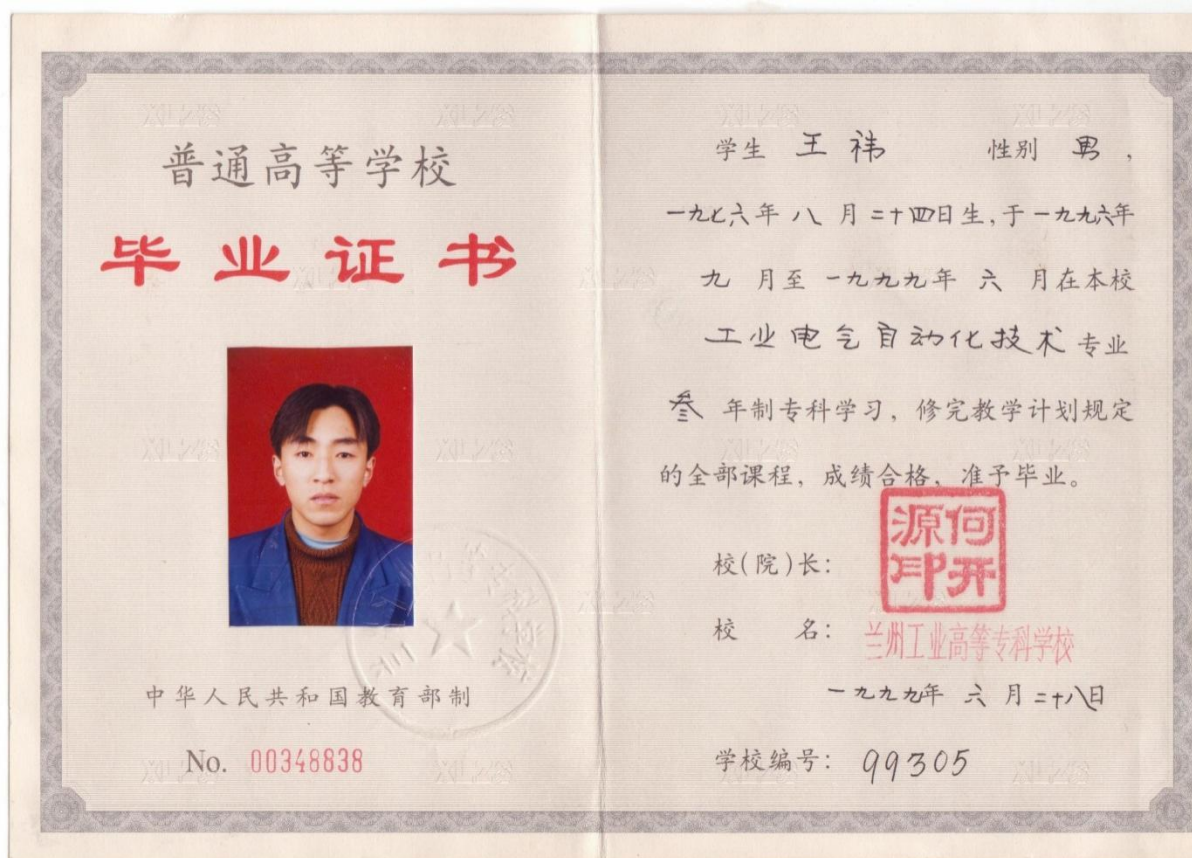 普通高等学校
毕业证书
中华人民共和国教育部制
No. 00348838
学生 王祎 性别 男,
一九七六年 八 月 二十四日生,于一九九六年
九 月至 一九九九年 六 月在本校
工业电气自动化技术 专业
叁 年制专科学习, 修完教学计划规定
的全部课程, 成绩合格, 准予毕业。
校(院)长:
何开源印
校 名: 兰州工业高等专科学校
一九九九年 六 月二十八日
学校编号: 99305